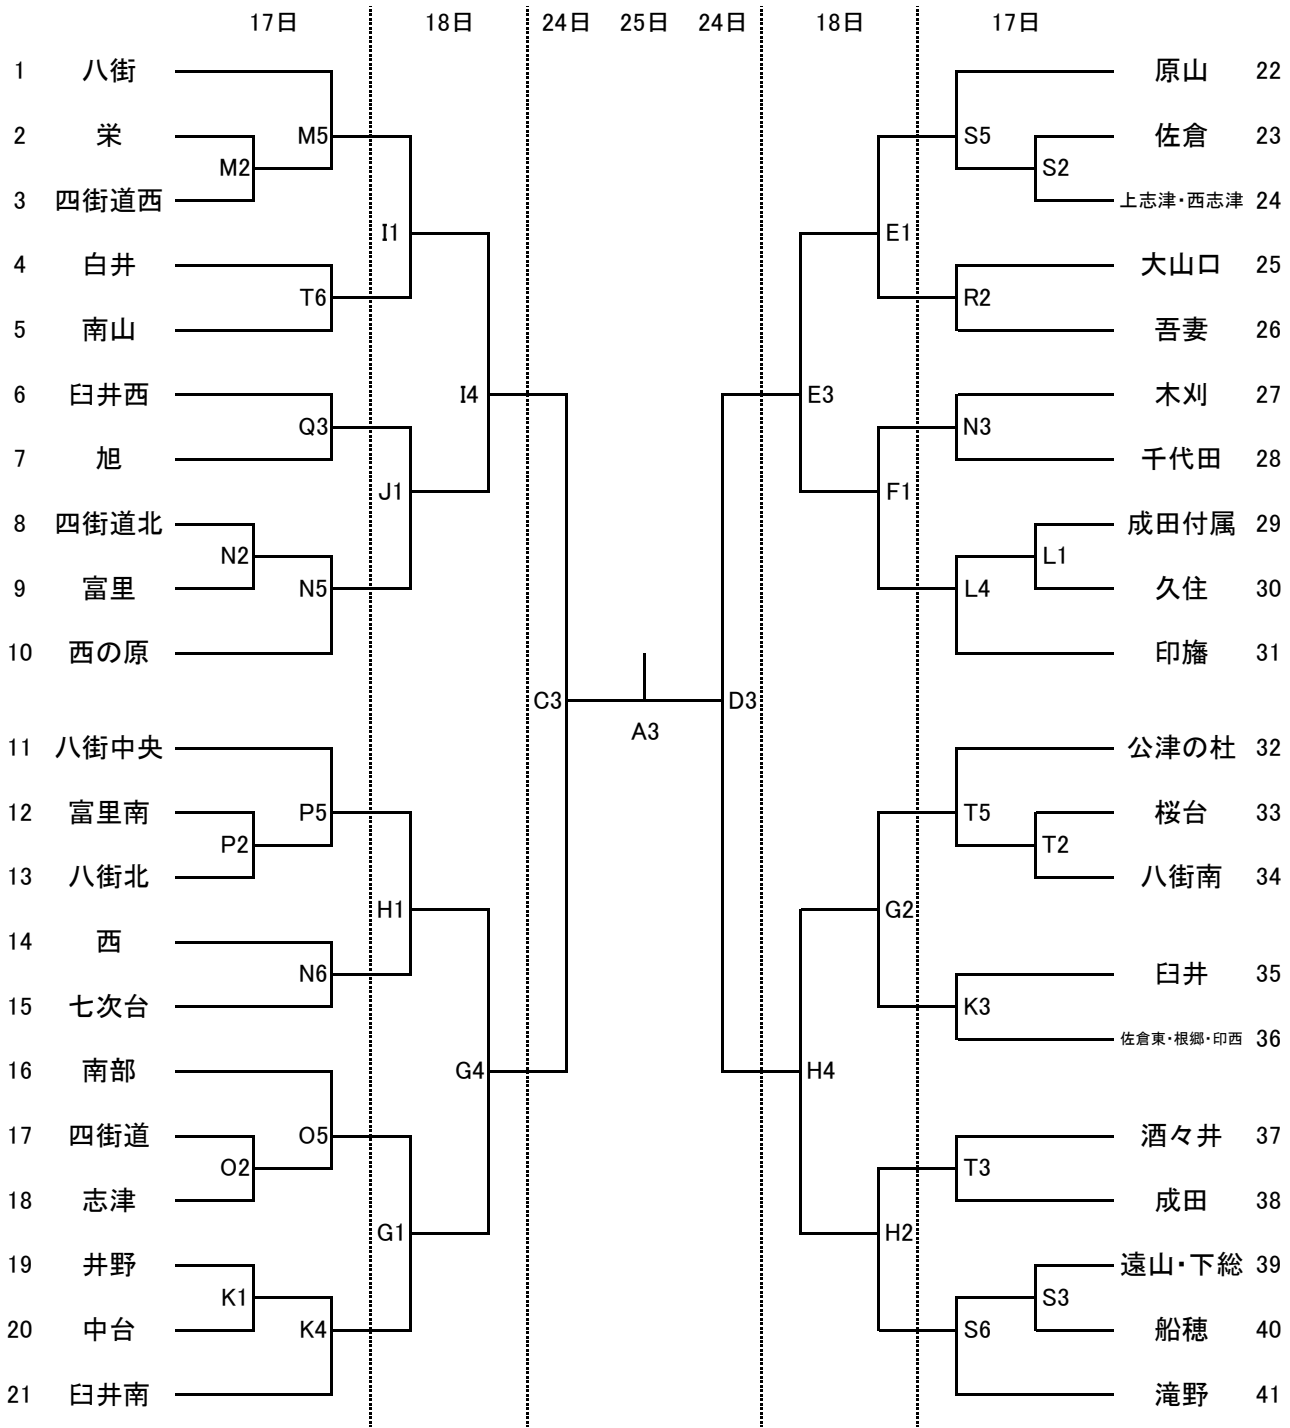 17日 18日 24日 25日 24日 18日 17日
1 八街 原山 22
2 栄 M5 S5 佐倉 23
M2 S2
3 四街道西 上志津・西志津 24
I1 E1
4 白井 大山口 25
T6 R2
5 南山 吾妻 26
6 臼井西 I4 E3 木刈 27
Q3 N3
7 旭 千代田 28
J1 F1
8 四街道北 成田付属 29
N2 L1
9 富里 N5 L4 久住 30
10 西の原 印旛 31
C3 D3
A3
11 八街中央 公津の杜 32
12 富里南 P5 T5 桜台 33
P2 T2
13 八街北 八街南 34
H1 G2
14 西
N6 臼井 35
15 七次台 K3
佐倉東・根郷・印西 36
16 南部 G4 H4
17 四街道 O5 酒々井 37
O2 T3
18 志津 成田 38
G1 H2
19 井野 遠山・下総 39
K1 S3
20 中台 K4 S6 船穂 40
21 臼井南 滝野 41